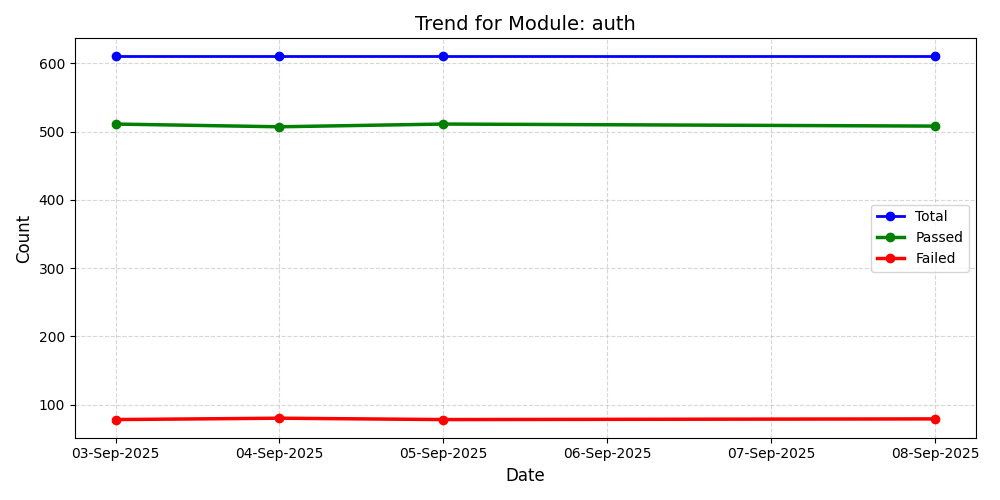 Trend for Module: auth
600
500
400
300
200
100
Count
Total
Passed
Failed
03-Sep-2025
04-Sep-2025
05-Sep-2025
06-Sep-2025
07-Sep-2025
08-Sep-2025
Date